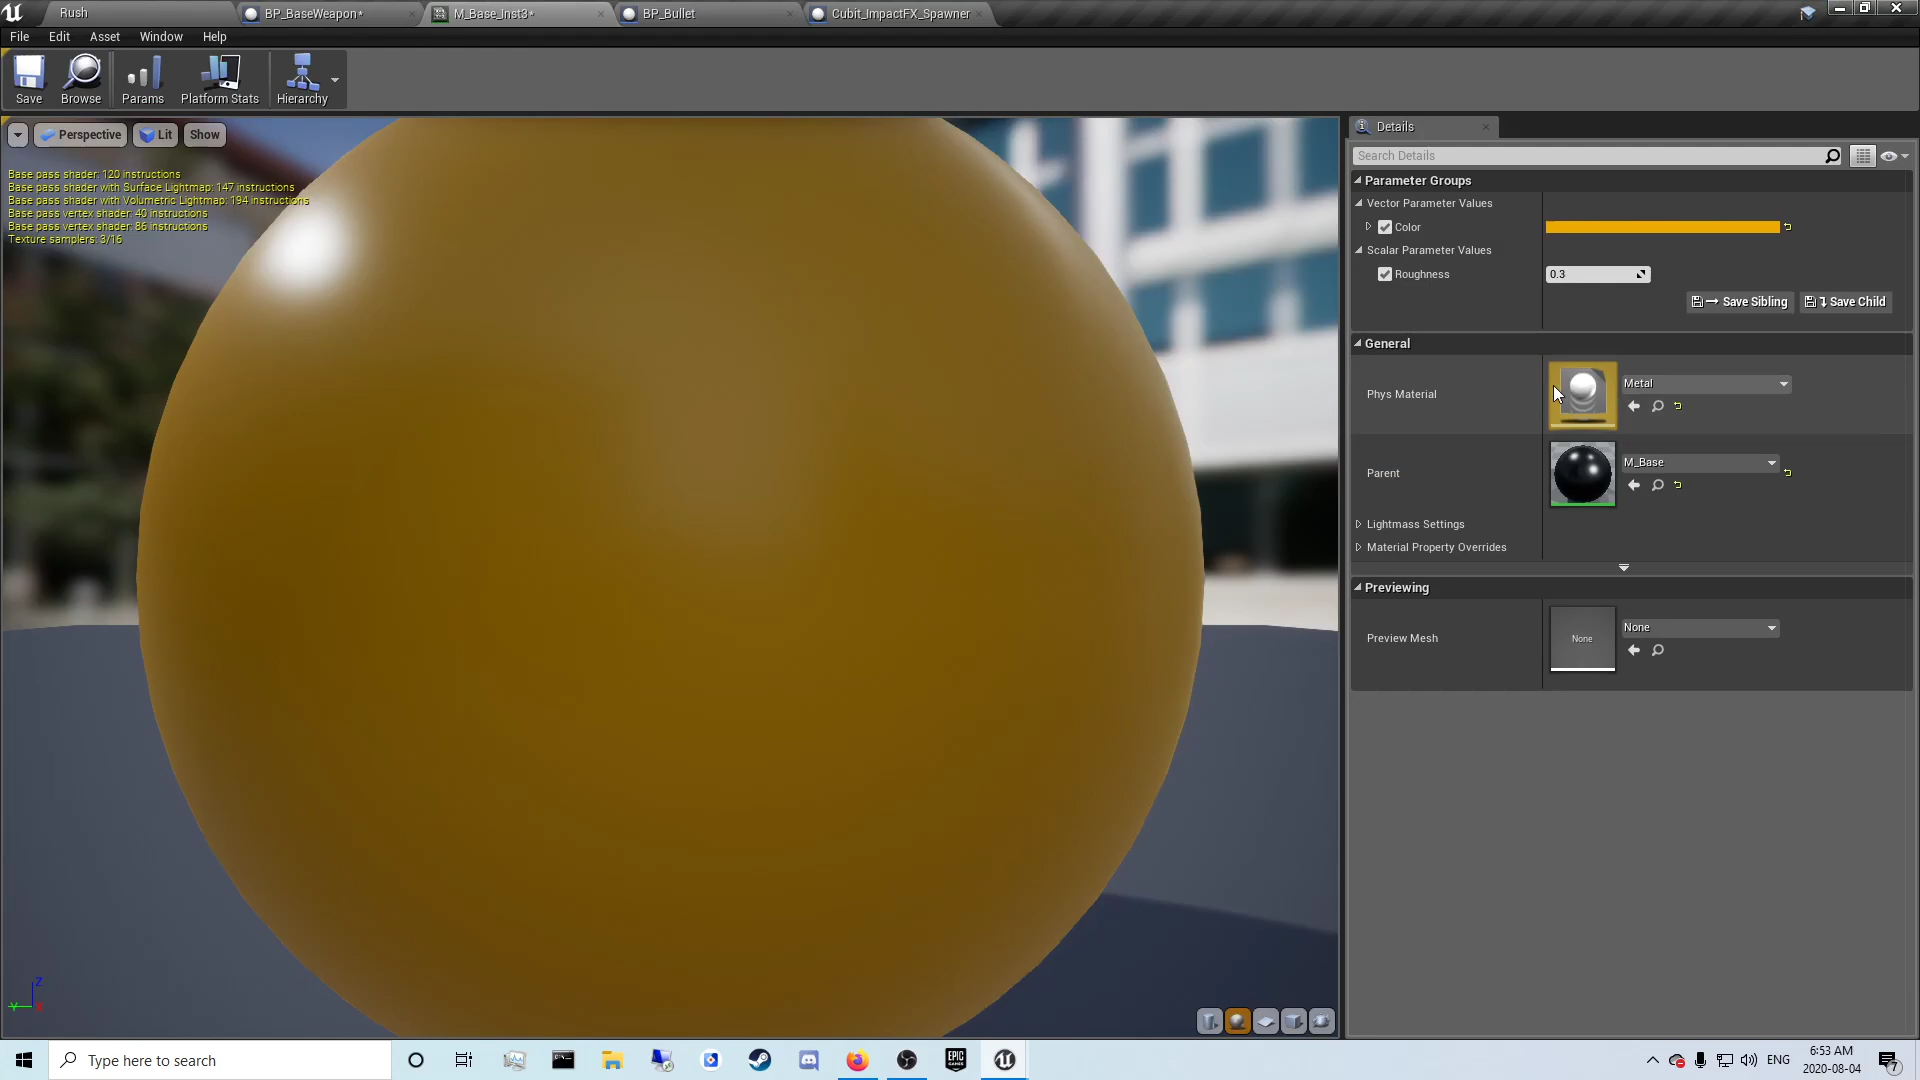 Rush
BP_BaseWeapon*
M_Base_Inst3*
BP_Bullet
Cubit_ImpactFX_Spawner
File
Edit
Asset
Window
Help
Save
Browse
Params
Platform Stats
Hierarchy
Perspective
Lit
Show
Base pass shader: 120 instructions
Base pass shader with Surface Lightmap: 147 instructions
Base pass shader with Volumetric Lightmap: 194 instructions
Base pass vertex shader: 40 instructions
Base pass vertex shader: 86 instructions
Texture samplers: 3/16
Details
Search Details
Parameter Groups
Vector Parameter Values
Color
Scalar Parameter Values
Roughness
0.3
Save Sibling
Save Child
General
Phys Material
Metal
Parent
M_Base
Lightmass Settings
Material Property Overrides
Previewing
Preview Mesh
None
None
Z
Y
Type here to search
EPIC
GAMES
ENG
6:53 AM
2020-08-04
7